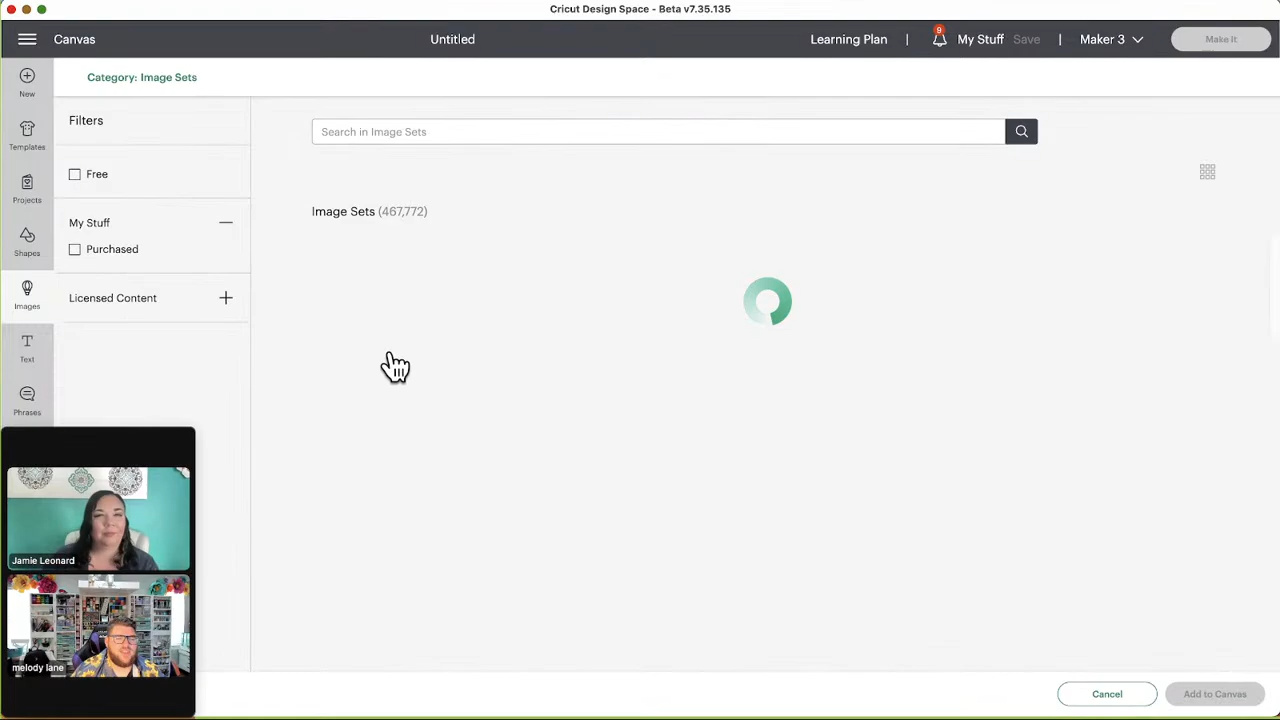 Cricut Design Space - Beta v7.35.135
Canvas
Untitled
Learning Plan | 9 My Stuff Save | Maker 3 Make It
Category: Image Sets
New
Templates
Projects
Shapes
Images
Text
Phrases
Filters
Free
My Stuff
Purchased
Licensed Content
Search in Image Sets
Image Sets (467,772)
Jamie Leonard
melody lane
Cancel
Add to Canvas